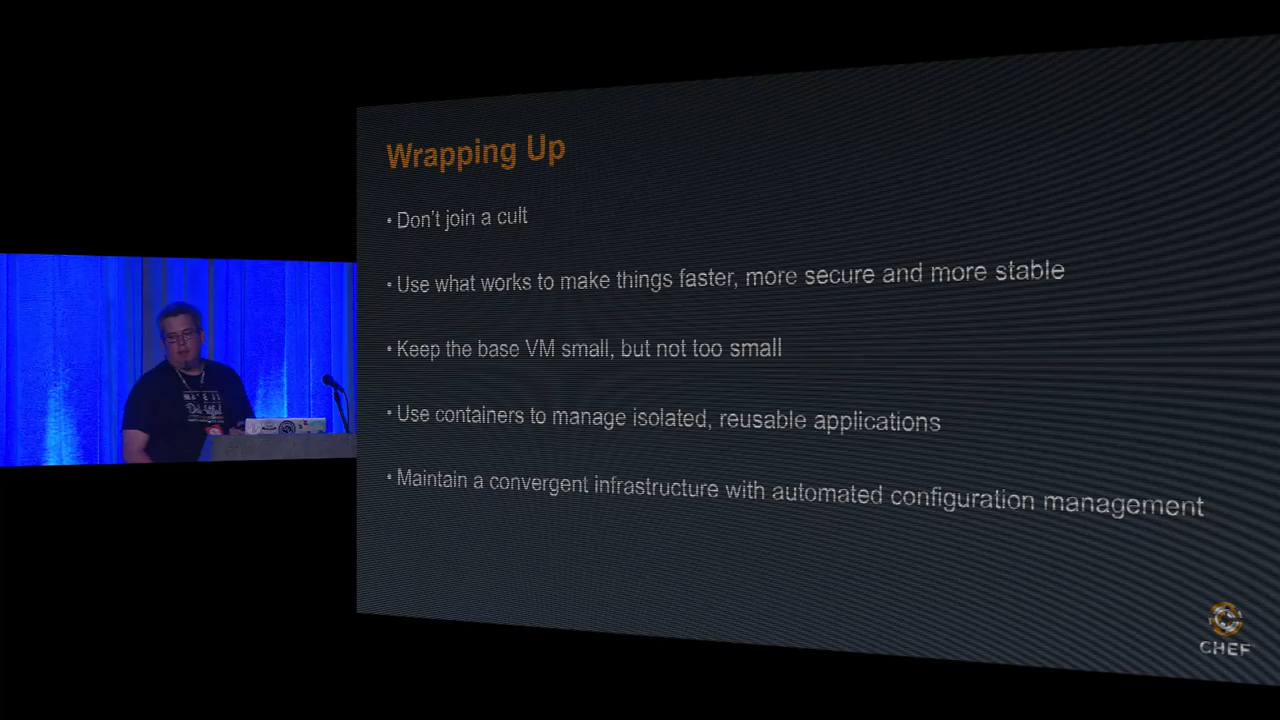 Wrapping Up
• Don't join a cult
• Use what works to make things faster, more secure and more stable
• Keep the base VM small, but not too small
• Use containers to manage isolated, reusable applications
• Maintain a convergent infrastructure with automated configuration management
CHEF